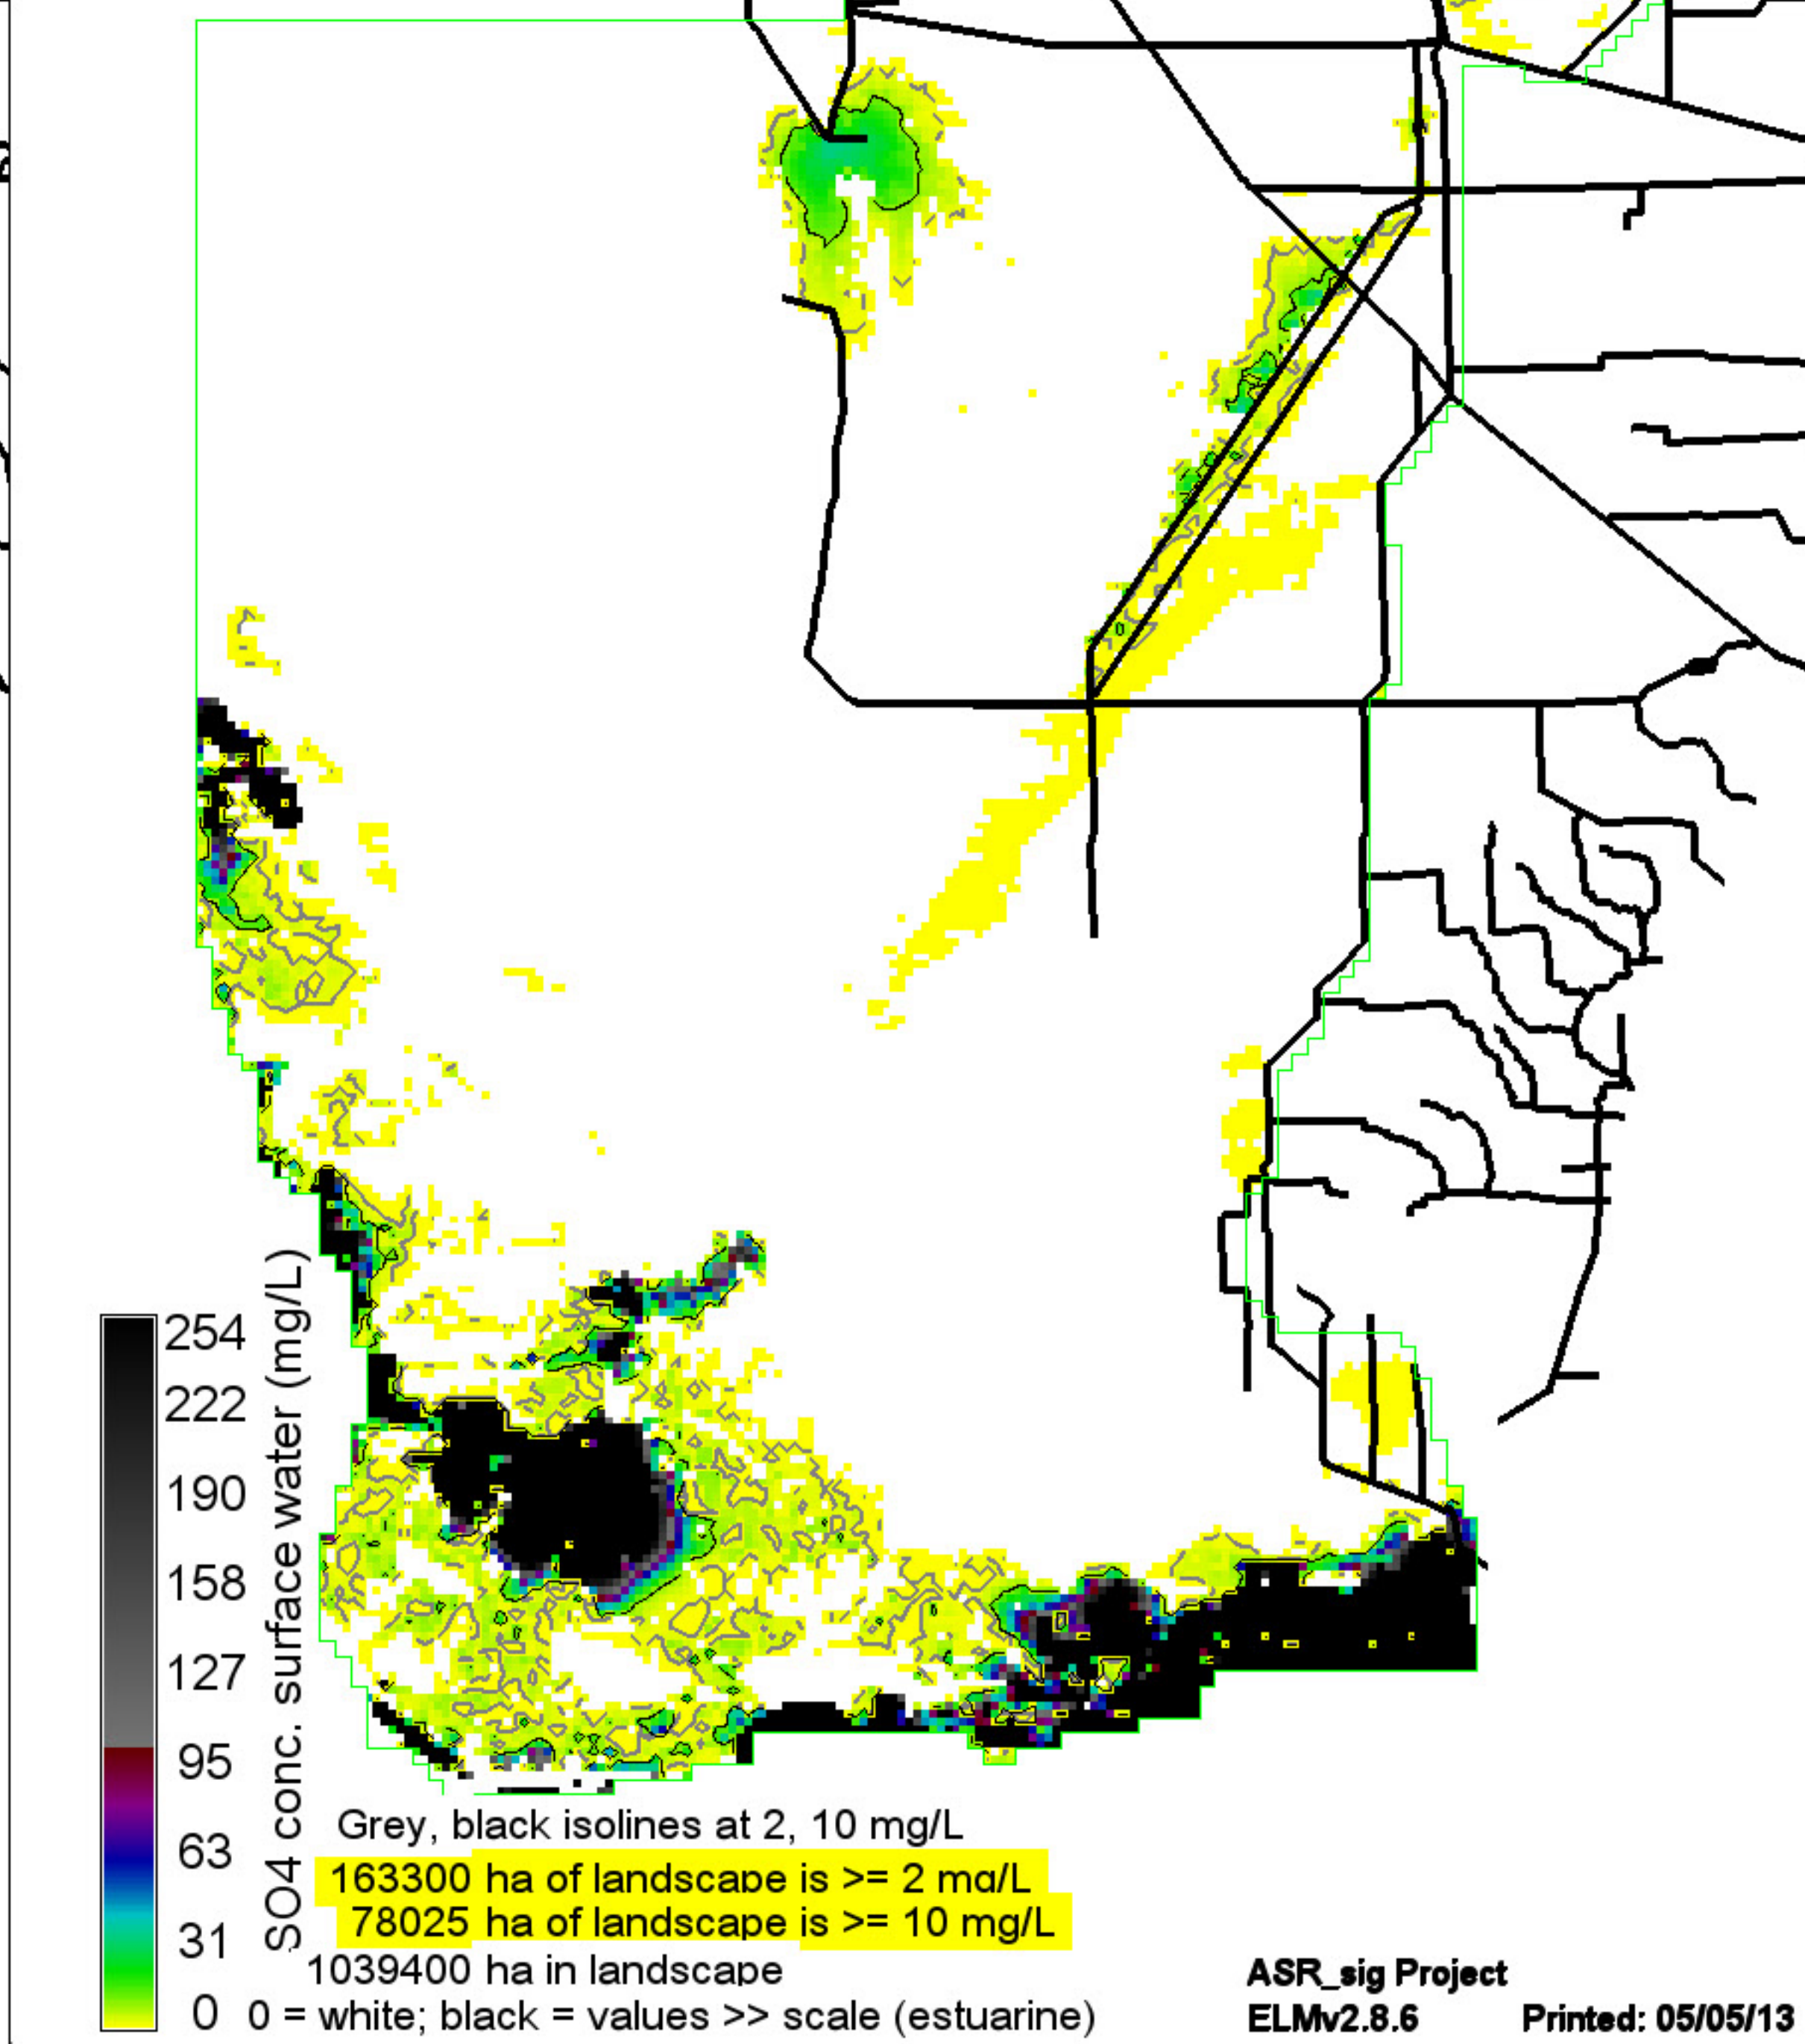 254
222
190
158
127
95
63
31
0
SO4 conc. surface water (mg/L)
Grey, black isolines at 2, 10 mg/L
163300 ha of landscape is >= 2 mg/L
78025 ha of landscape is >= 10 mg/L
1039400 ha in landscape
0 = white; black = values >> scale (estuarine)
ASR_sig Project
ELMv2.8.6 Printed: 05/05/13